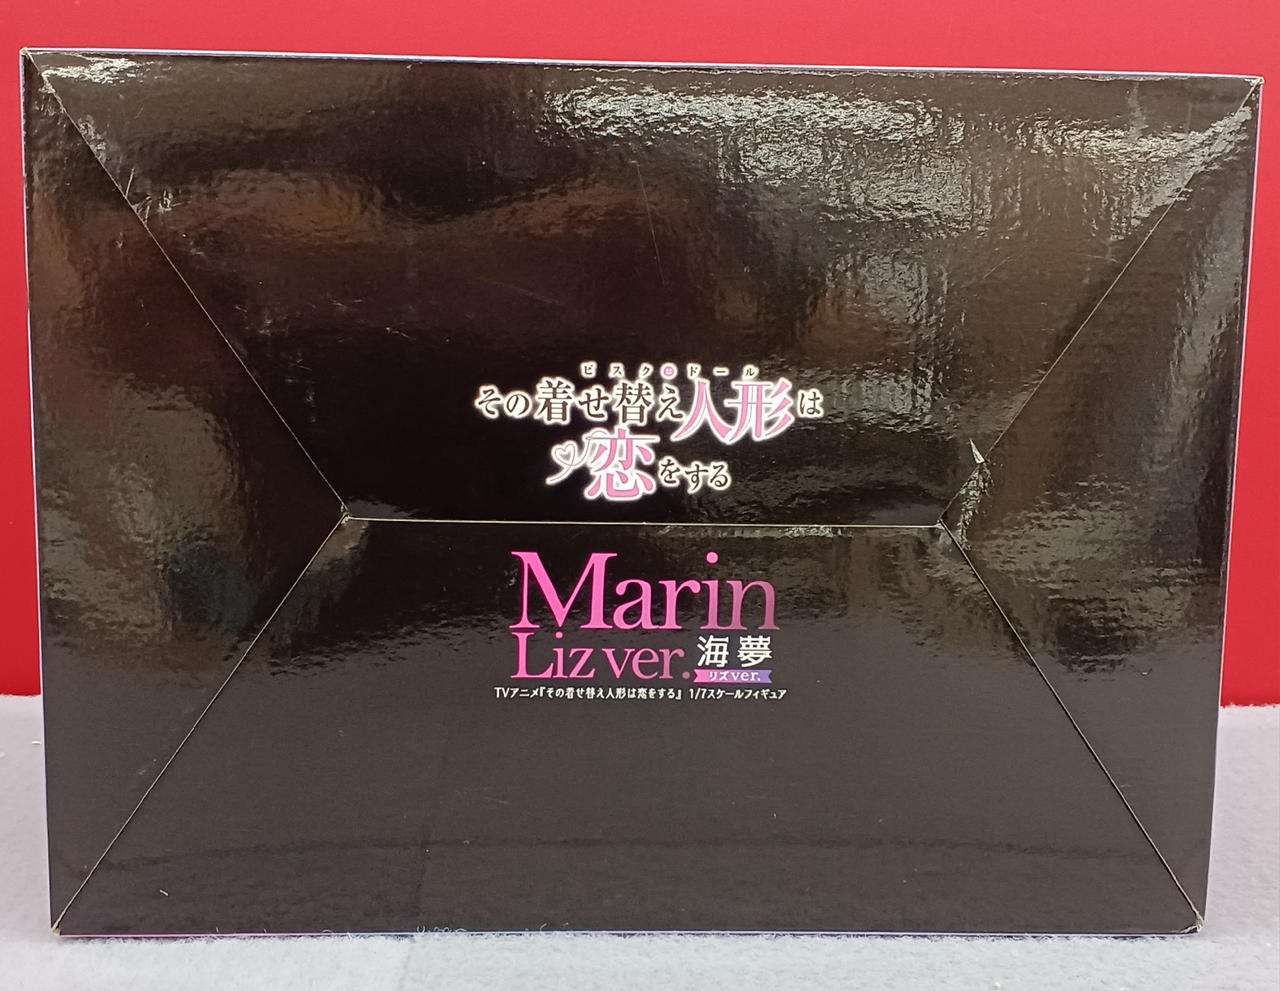 ビスク・ドール
その着せ替え人形は
恋をする
Marin
Liz ver. 海夢
リズver.
TVアニメ『その着せ替え人形は恋をする』 1/7スケールフィギュア